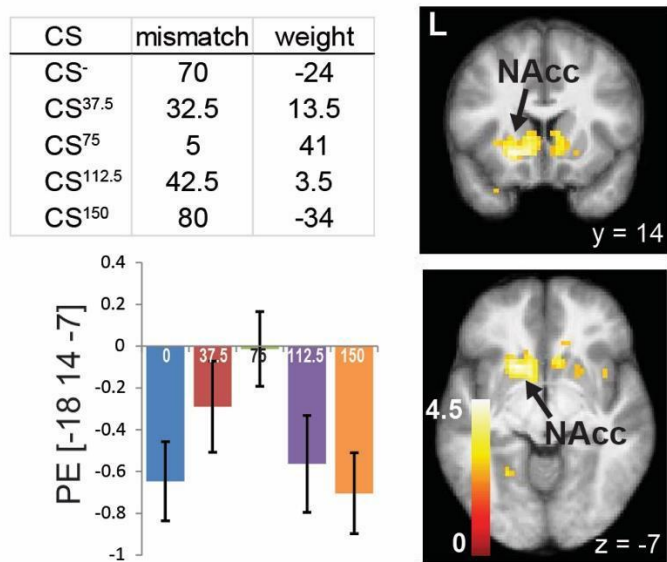 CS mismatch weight
CS- 70 -24
CS37.5 32.5 13.5
CS75 5 41
CS112.5 42.5 3.5
CS150 80 -34
L
NAcc
y = 14
0.4
0.2
0
-0.2
-0.4
-0.6
-0.8
-1
PE [-18 14 -7]
0 37.5 75 112.5 150
4.5
0
NAcc
z = -7